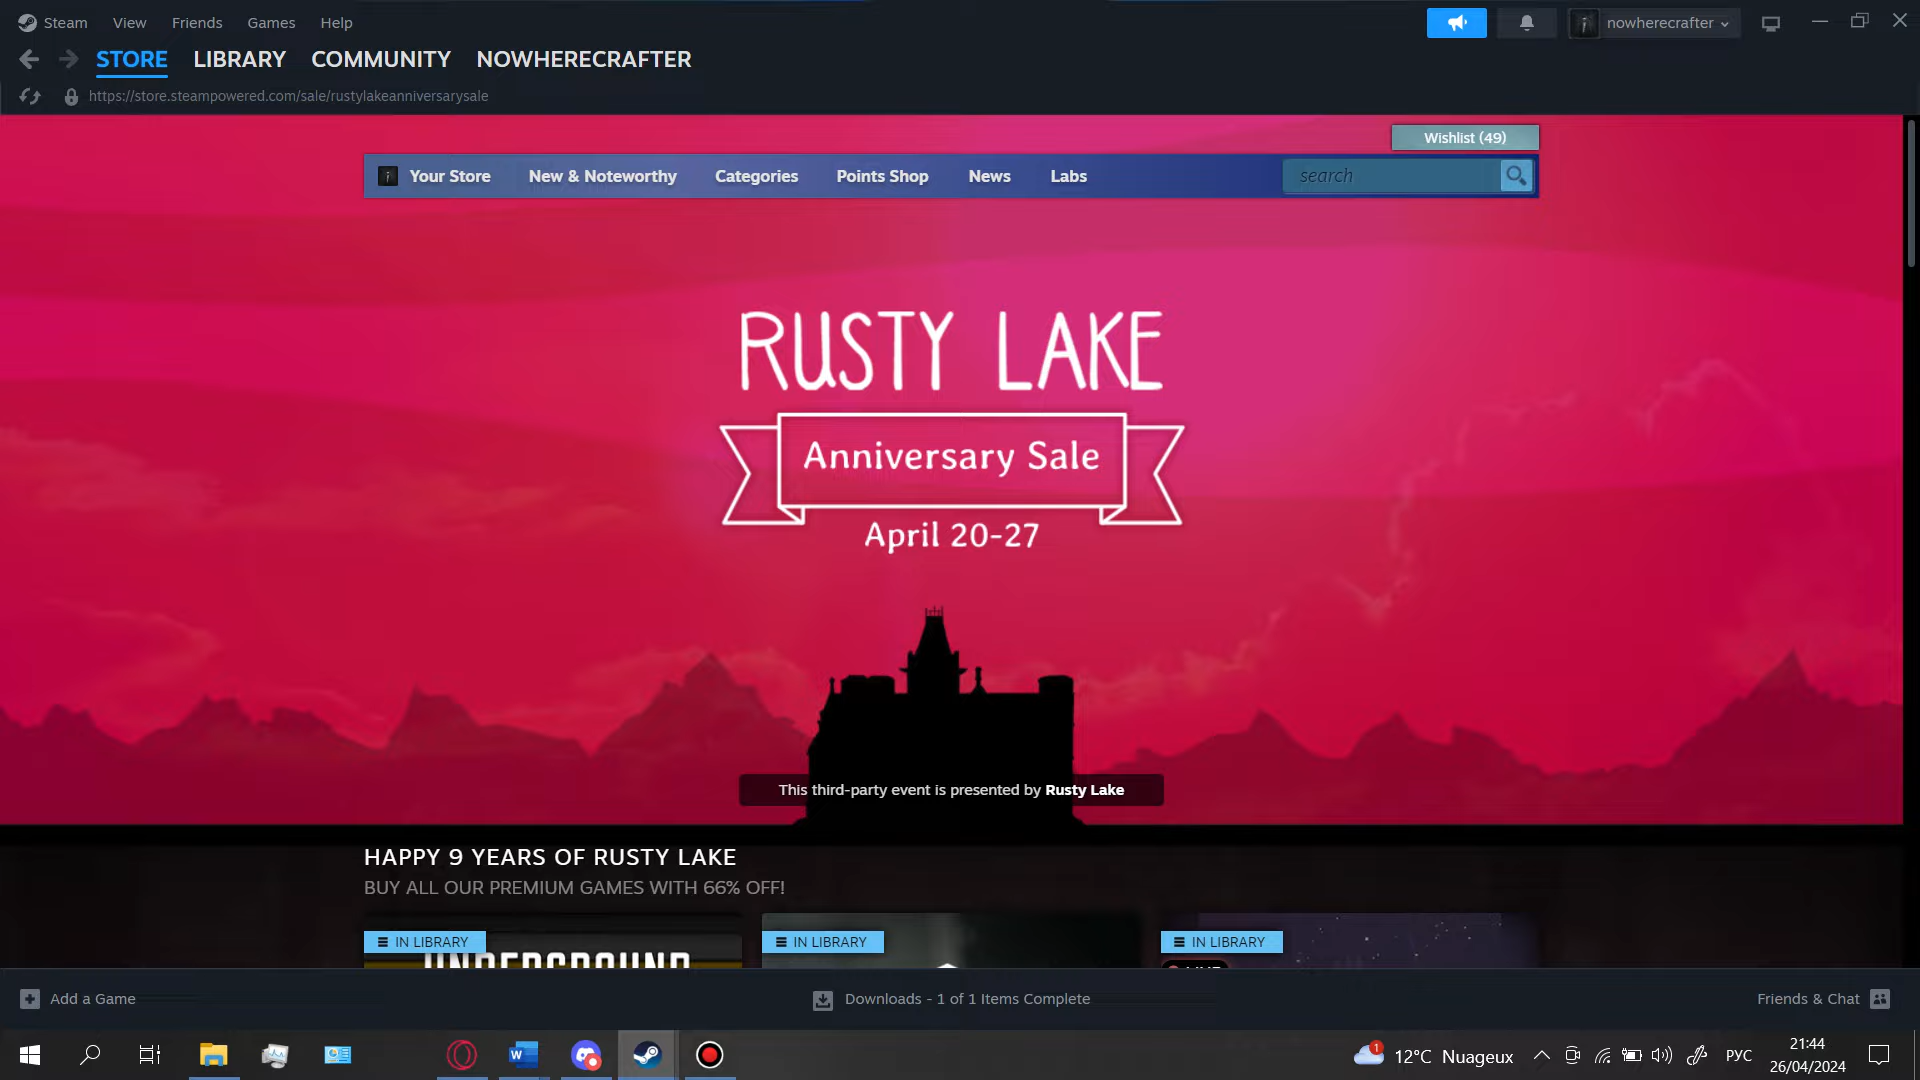 Steam View Friends Games Help nowherecrafter
STORE LIBRARY COMMUNITY NOWHERECRAFTER
https://store.steampowered.com/sale/rustylakeanniversarysale
Wishlist (49)
Your Store New & Noteworthy Categories Points Shop News Labs search
RUSTY LAKE
Anniversary Sale
April 20-27
This third-party event is presented by Rusty Lake
HAPPY 9 YEARS OF RUSTY LAKE
BUY ALL OUR PREMIUM GAMES WITH 66% OFF!
IN LIBRARY IN LIBRARY IN LIBRARY
UNDERGROUND
LIVE
Add a Game Downloads - 1 of 1 Items Complete Friends & Chat
1 12°C Nuageux РУС 21:44
26/04/2024